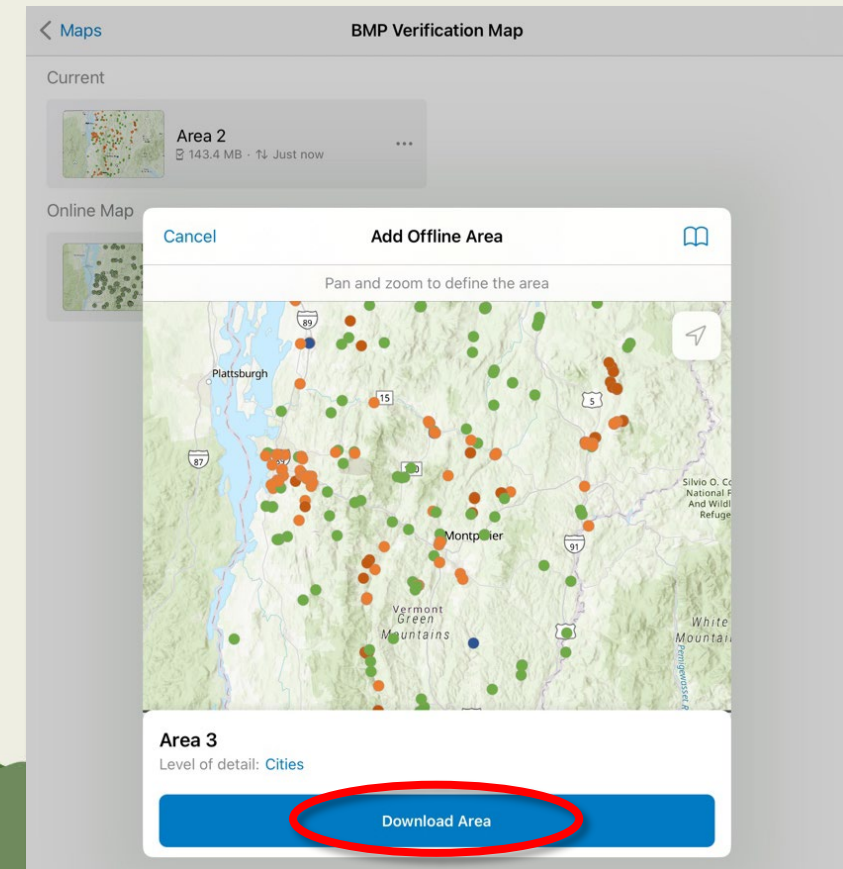 Maps
BMP Verification Map
Current
Area 2
143.4 MB · ↑↓ Just now
...
Online Map
Cancel
Add Offline Area
Pan and zoom to define the area
89
Plattsburgh
15
5
87
Silvio O. Co
National F
And Wildl
Refuge
Montpelier
91
Vermont
Green
Mountains
White
Mountai
Pemigewasset R
Area 3
Level of detail: Cities
Download Area